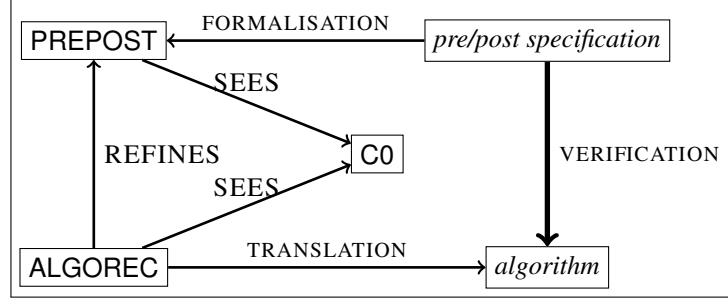 FORMALISATION
PREPOST
pre/post specification
SEES
REFINES
C0
VERIFICATION
SEES
TRANSLATION
ALGOREC
algorithm